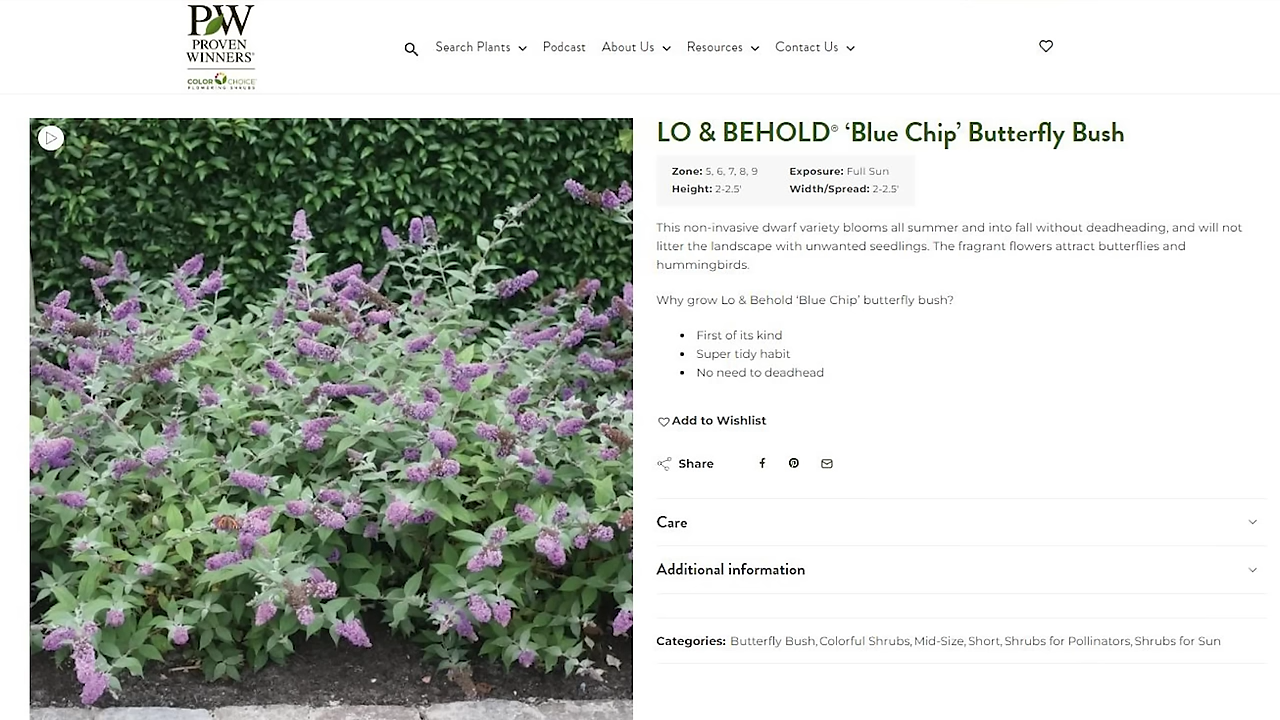 PW
PROVEN
WINNERS®
COLOR CHOICE®
FLOWERING SHRUBS
Search Plants
Podcast
About Us
Resources
Contact Us
LO & BEHOLD® ‘Blue Chip’ Butterfly Bush
Zone: 5, 6, 7, 8, 9 Exposure: Full Sun
Height: 2-2.5' Width/Spread: 2-2.5'
This non-invasive dwarf variety blooms all summer and into fall without deadheading, and will not
litter the landscape with unwanted seedlings. The fragrant flowers attract butterflies and
hummingbirds.
Why grow Lo & Behold ‘Blue Chip’ butterfly bush?
• First of its kind
• Super tidy habit
• No need to deadhead
Add to Wishlist
Share
Care
Additional information
Categories: Butterfly Bush, Colorful Shrubs, Mid-Size, Short, Shrubs for Pollinators, Shrubs for Sun